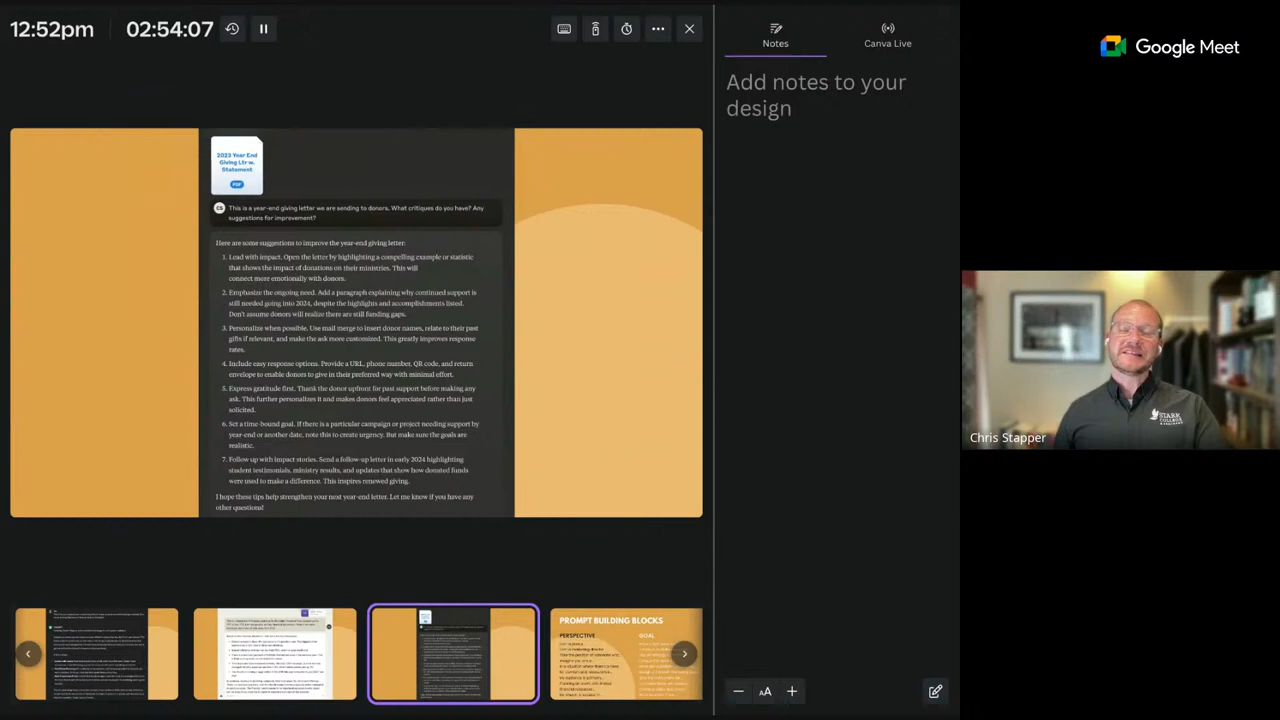 12:52pm
02:54:07
Notes
Canva Live
Google Meet
Add notes to your
design
2023 Year End
Giving Ltr w.
Statement
PDF
CS
This is a year-end giving letter we are sending to donors. What critiques do you have? Any
suggestions for improvement?
Here are some suggestions to improve the year-end giving letter:
1. Lead with impact. Open the letter by highlighting a compelling example or statistic
that shows the impact of donations on their ministries. This will
connect more emotionally with donors.
2. Emphasize the ongoing need. Add a paragraph explaining why continued support is
still needed going into 2024, despite the highlights and accomplishments listed.
Don't assume donors will realize there are still funding gaps.
3. Personalize when possible. Use mail merge to insert donor names, relate to their past
gifts if relevant, and make the ask more customized. This greatly improves response
rates.
4. Include easy response options. Provide a URL, phone number, QR code, and return
envelope to enable donors to give in their preferred way with minimal effort.
5. Express gratitude first. Thank the donor upfront for past support before making any
ask. This further personalizes it and makes donors feel appreciated rather than just
solicited.
6. Set a time-bound goal. If there is a particular campaign or project needing support by
year-end or another date, note this to create urgency. But make sure the goals are
realistic.
7. Follow up with impact stories. Send a follow-up letter in early 2024 highlighting
student testimonials, ministry results, and updates that show how donated funds
were used to make a difference. This inspires renewed giving.
I hope these tips help strengthen your next year-end letter. Let me know if you have any
other questions!
STARK
COLLEGE
Chris Stapper
PROMPT BUILDING BLOCKS
PERSPECTIVE
GOAL